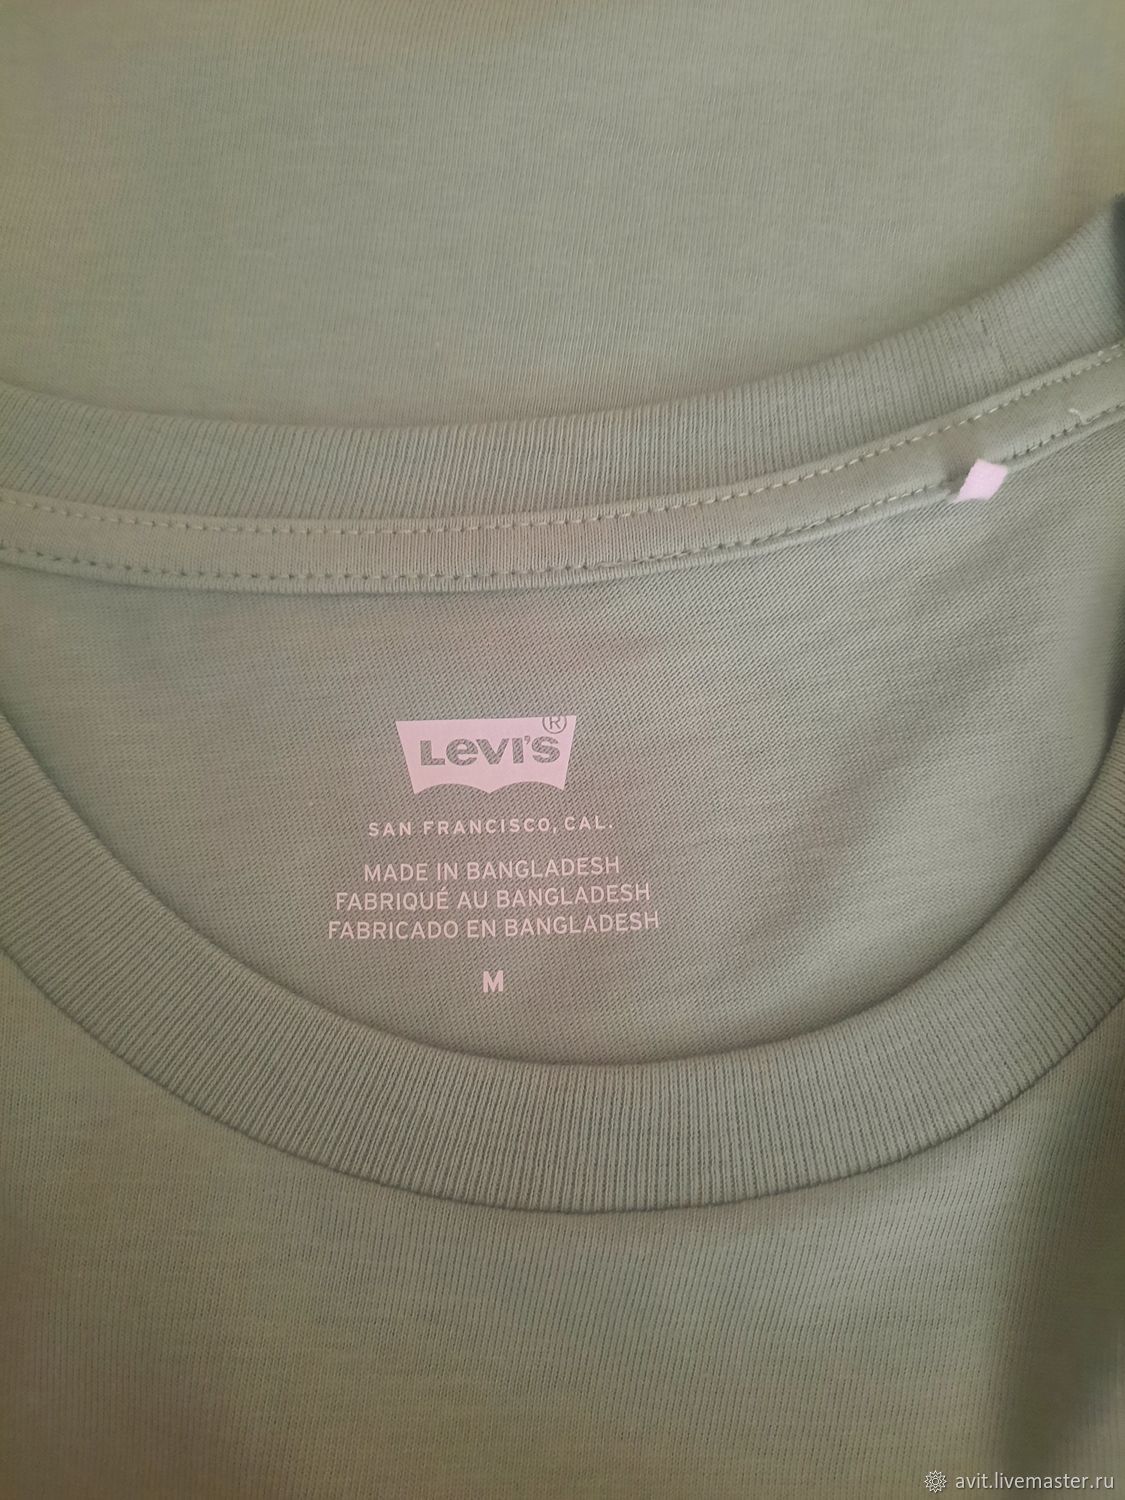 LEVI'S®
SAN FRANCISCO, CAL.
MADE IN BANGLADESH
FABRIQUÉ AU BANGLADESH
FABRICADO EN BANGLADESH
M
avit.livemaster.ru